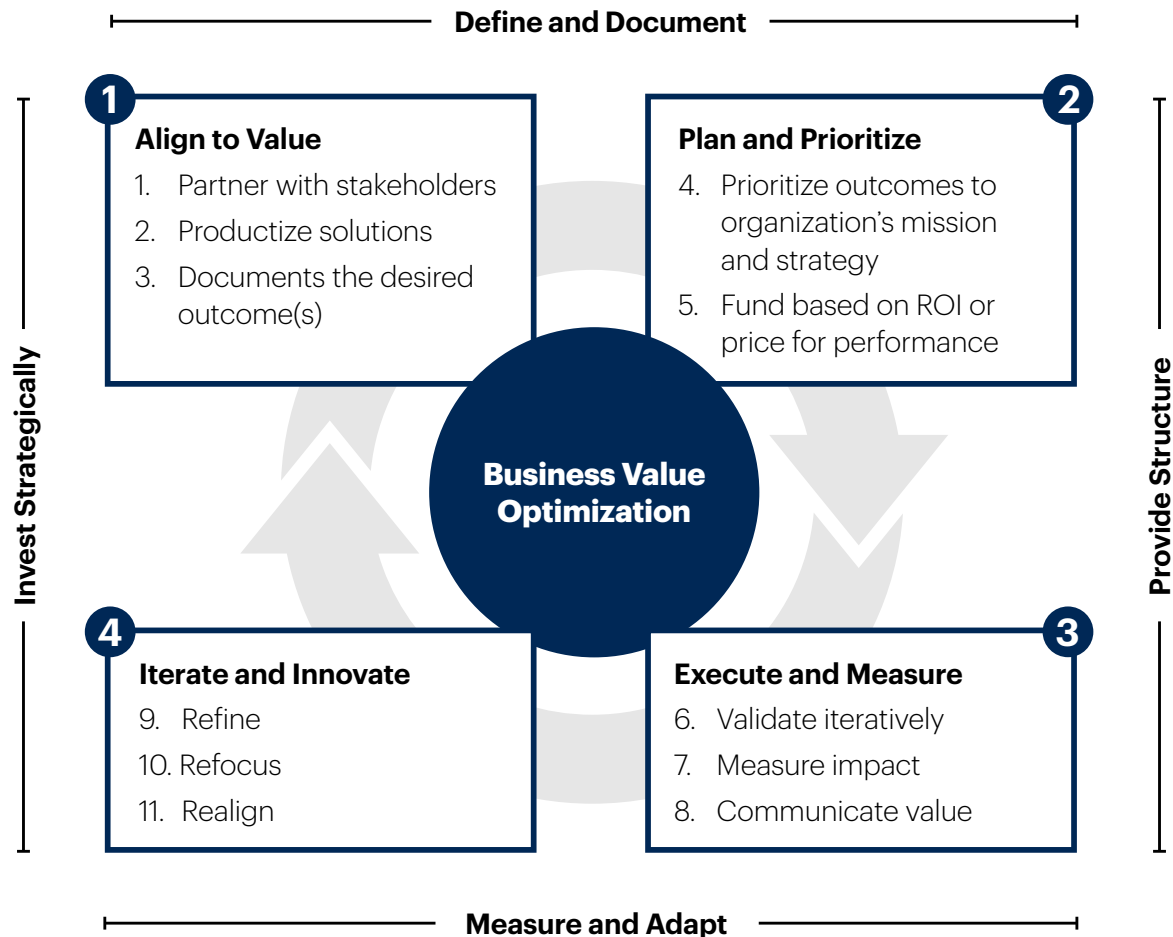 Define and Document
1
Align to Value
1. Partner with stakeholders
2. Productize solutions
3. Documents the desired
outcome(s)
2
Plan and Prioritize
4. Prioritize outcomes to
organization’s mission
and strategy
5. Fund based on ROI or
price for performance
Invest Strategically
Business Value
Optimization
Provide Structure
4
Iterate and Innovate
9. Refine
10. Refocus
11. Realign
3
Execute and Measure
6. Validate iteratively
7. Measure impact
8. Communicate value
Measure and Adapt